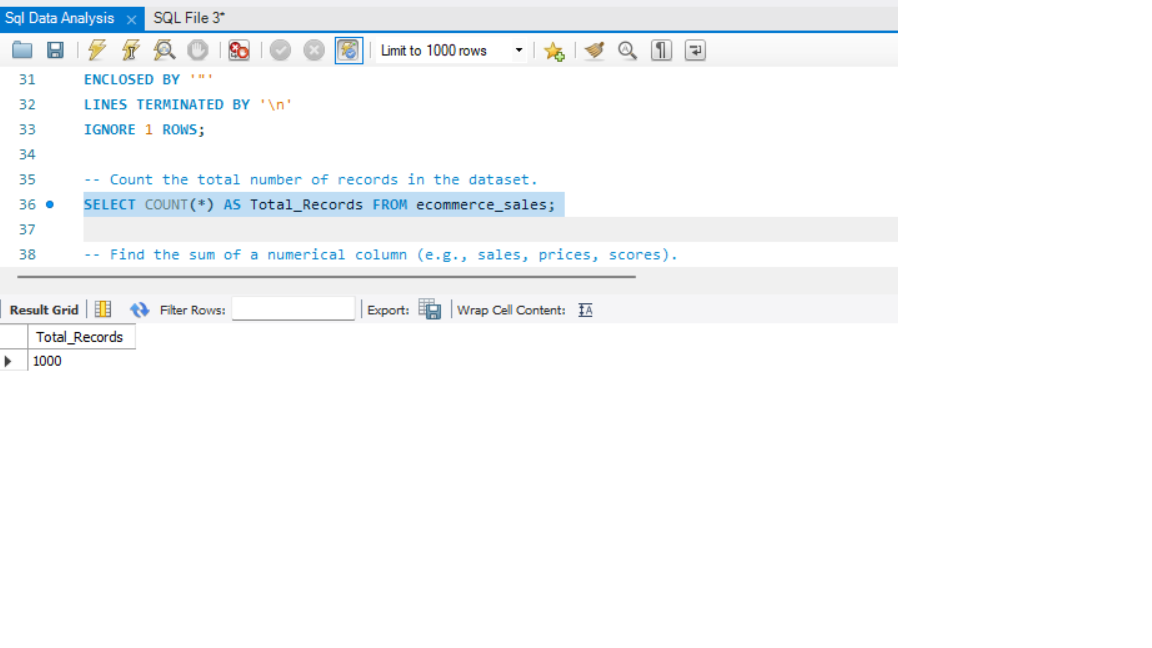 Sql Data Analysis × SQL File 3*
Limit to 1000 rows
31 ENCLOSED BY '"'
32 LINES TERMINATED BY '\n'
33 IGNORE 1 ROWS;
34
35 -- Count the total number of records in the dataset.
36 SELECT COUNT(*) AS Total_Records FROM ecommerce_sales;
37
38 -- Find the sum of a numerical column (e.g., sales, prices, scores).
Result Grid Filter Rows: Export: Wrap Cell Content:
Total_Records
1000